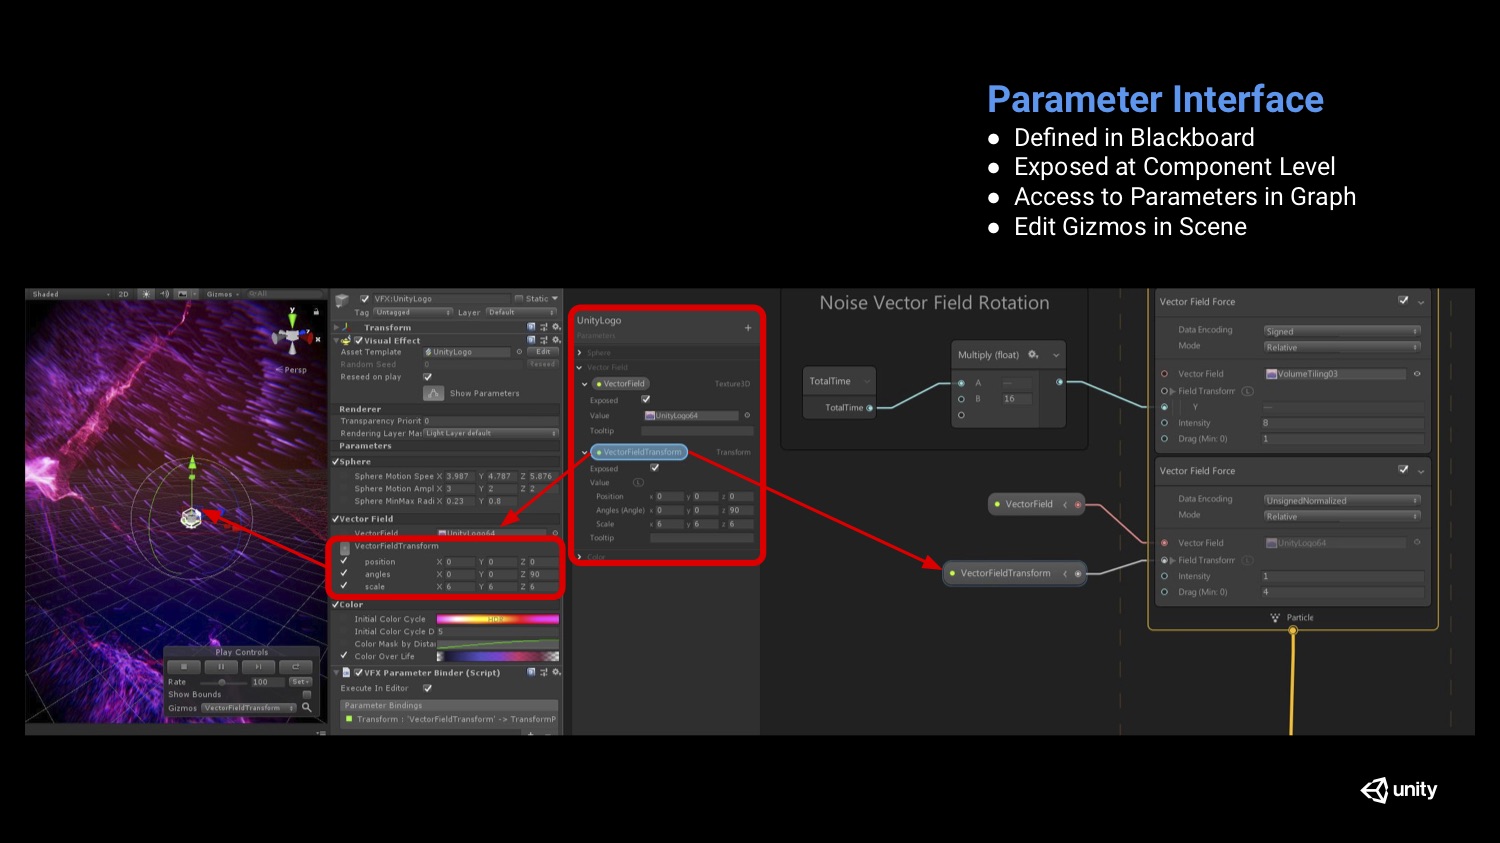 Parameter Interface
● Defined in Blackboard
● Exposed at Component Level
● Access to Parameters in Graph
● Edit Gizmos in Scene
Shaded 2D Gizmos
y
Persp
Play Controls
Rate 100 Set
Show Bounds
Gizmos VectorFieldTransform
VFX:UnityLogo Static
Tag Untagged Layer Default
Transform
Visual Effect
Asset Template UnityLogo Edit
Random Seed 0 Reseed
Reseed on play
Show Parameters
Renderer
Transparency Priorit 0
Rendering Layer Ma: Light Layer default
Parameters
Sphere
Sphere Motion Spee X 3.987 Y 4.787 Z 5.876
Sphere Motion Ampl X 3 Y 2 Z 2
Sphere MinMax Radi X 0.23 Y 0.8
Vector Field
VectorField UnityLogo64
VectorFieldTransform
position X 0 Y 0 Z 0
angles X 0 Y 0 Z 90
scale X 6 Y 6 Z 6
Color
Initial Color Cycle HDR
Initial Color Cycle D 5
Color Mask by Dista
Color Over Life
VFX Parameter Binder (Script)
Execute In Editor
Parameter Bindings
Transform : 'VectorFieldTransform' -> TransformP
UnityLogo +
Parameters
Sphere
Vector Field
VectorField Texture3D
Exposed
Value UnityLogo64
Tooltip
VectorFieldTransform Transform
Exposed
Value L
Position x 0 y 0 z 0
Angles (Angle) x 0 y 0 z 90
Scale x 6 y 6 z 6
Tooltip
Color
Noise Vector Field Rotation
TotalTime
TotalTime
Multiply (float)
A
B 16
VectorField
VectorFieldTransform
Vector Field Force
Data Encoding Signed
Mode Relative
Vector Field VolumeTiling03
Field Transform L
Y
Intensity 8
Drag (Min: 0) 1
Vector Field Force
Data Encoding UnsignedNormalized
Mode Relative
Vector Field UnityLogo64
Field Transform L
Intensity 1
Drag (Min: 0) 4
Particle
unity